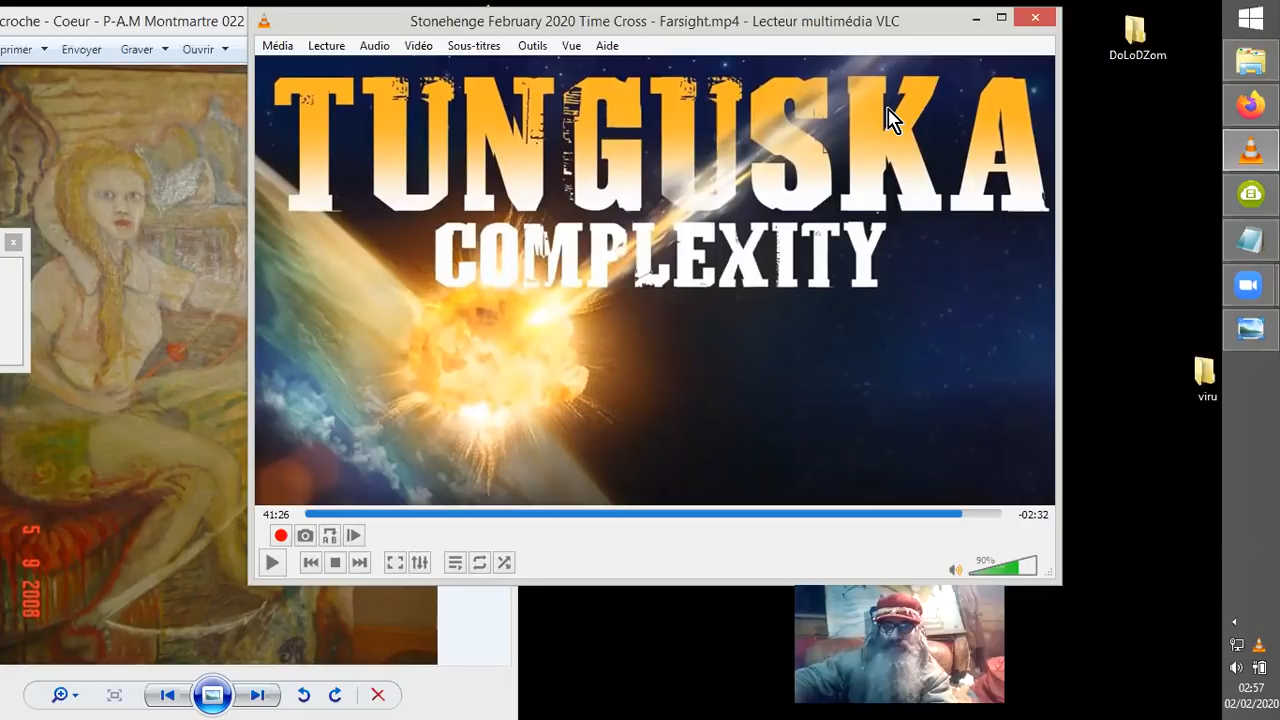 croche - Coeur - P-A.M Montmartre 022
primer Envoyer Graver Ouvrir
Stonehenge February 2020 Time Cross - Farsight.mp4 - Lecteur multimédia VLC
Média Lecture Audio Vidéo Sous-titres Outils Vue Aide
TUNGUSKA
COMPLEXITY
41:26
-02:32
90%
A B
5 9 2008
DoLoDZom
viru
02:57
02/02/2020